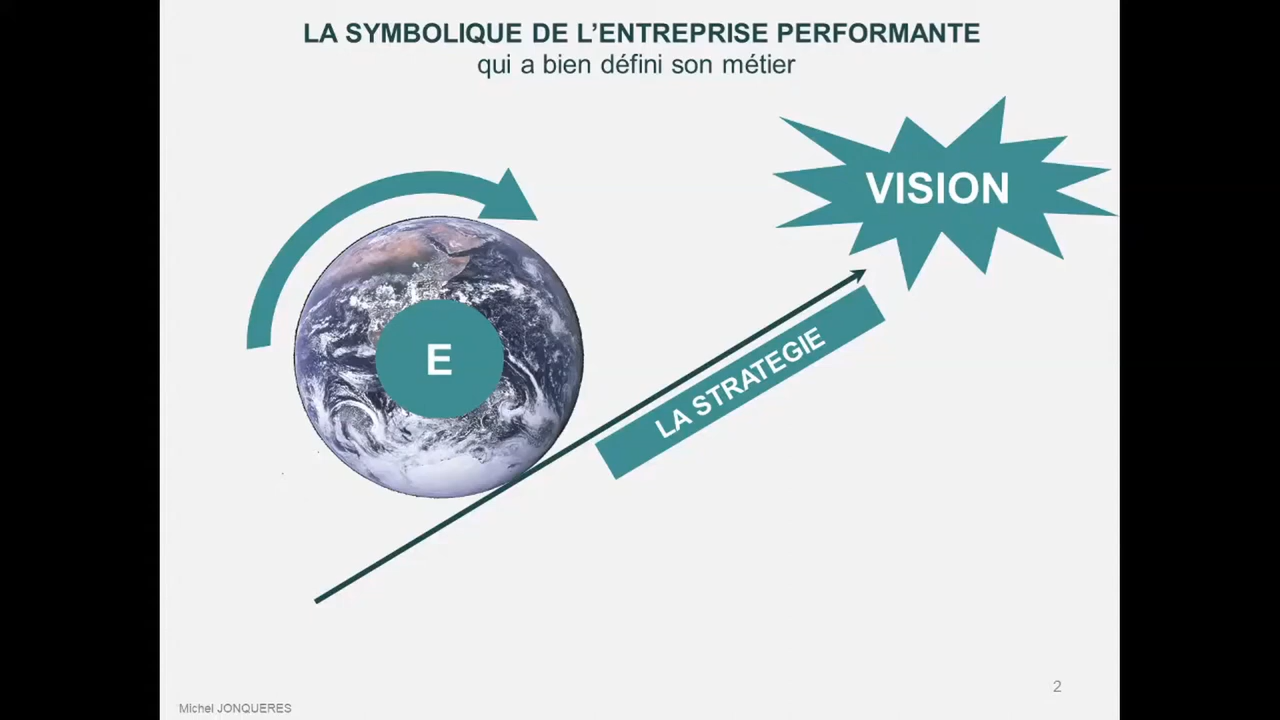 LA SYMBOLIQUE DE L’ENTREPRISE PERFORMANTE
qui a bien défini son métier
VISION
E
LA STRATEGIE
2
Michel JONQUERES